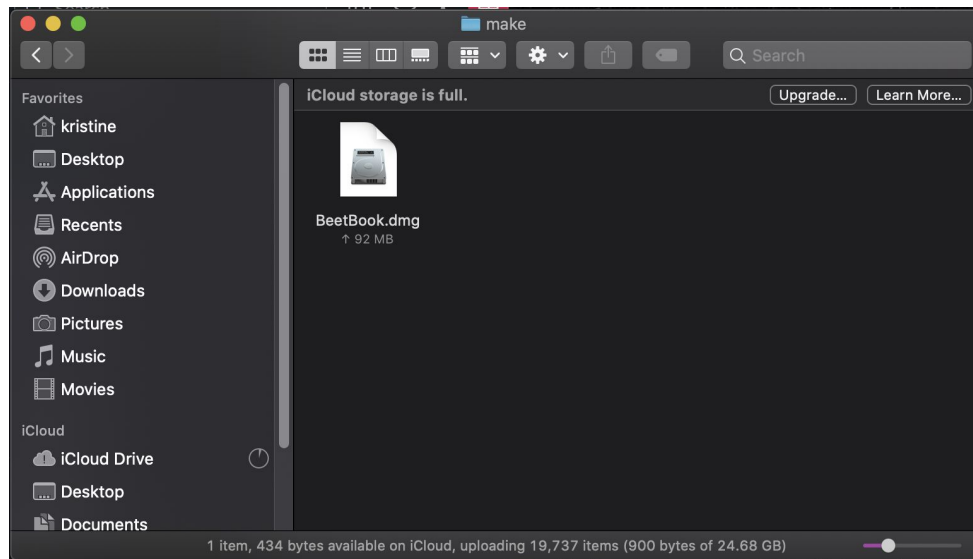 make
Search
Favorites
kristine
Desktop
Applications
Recents
AirDrop
Downloads
Pictures
Music
Movies
iCloud
iCloud Drive
Desktop
Documents
iCloud storage is full.
Upgrade...
Learn More...
BeetBook.dmg
↑ 92 MB
1 item, 434 bytes available on iCloud, uploading 19,737 items (900 bytes of 24.68 GB)